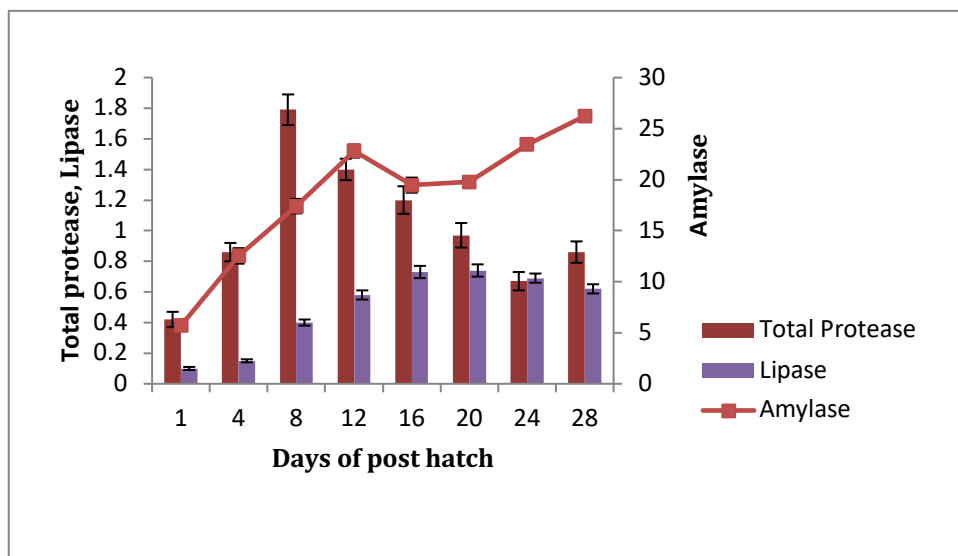 Total protease, Lipase
2
1.8
1.6
1.4
1.2
1
0.8
0.6
0.4
0.2
0
30
25
20
15
10
5
0
Amylase
1 4 8 12 16 20 24 28
Days of post hatch
Total Protease
Lipase
Amylase